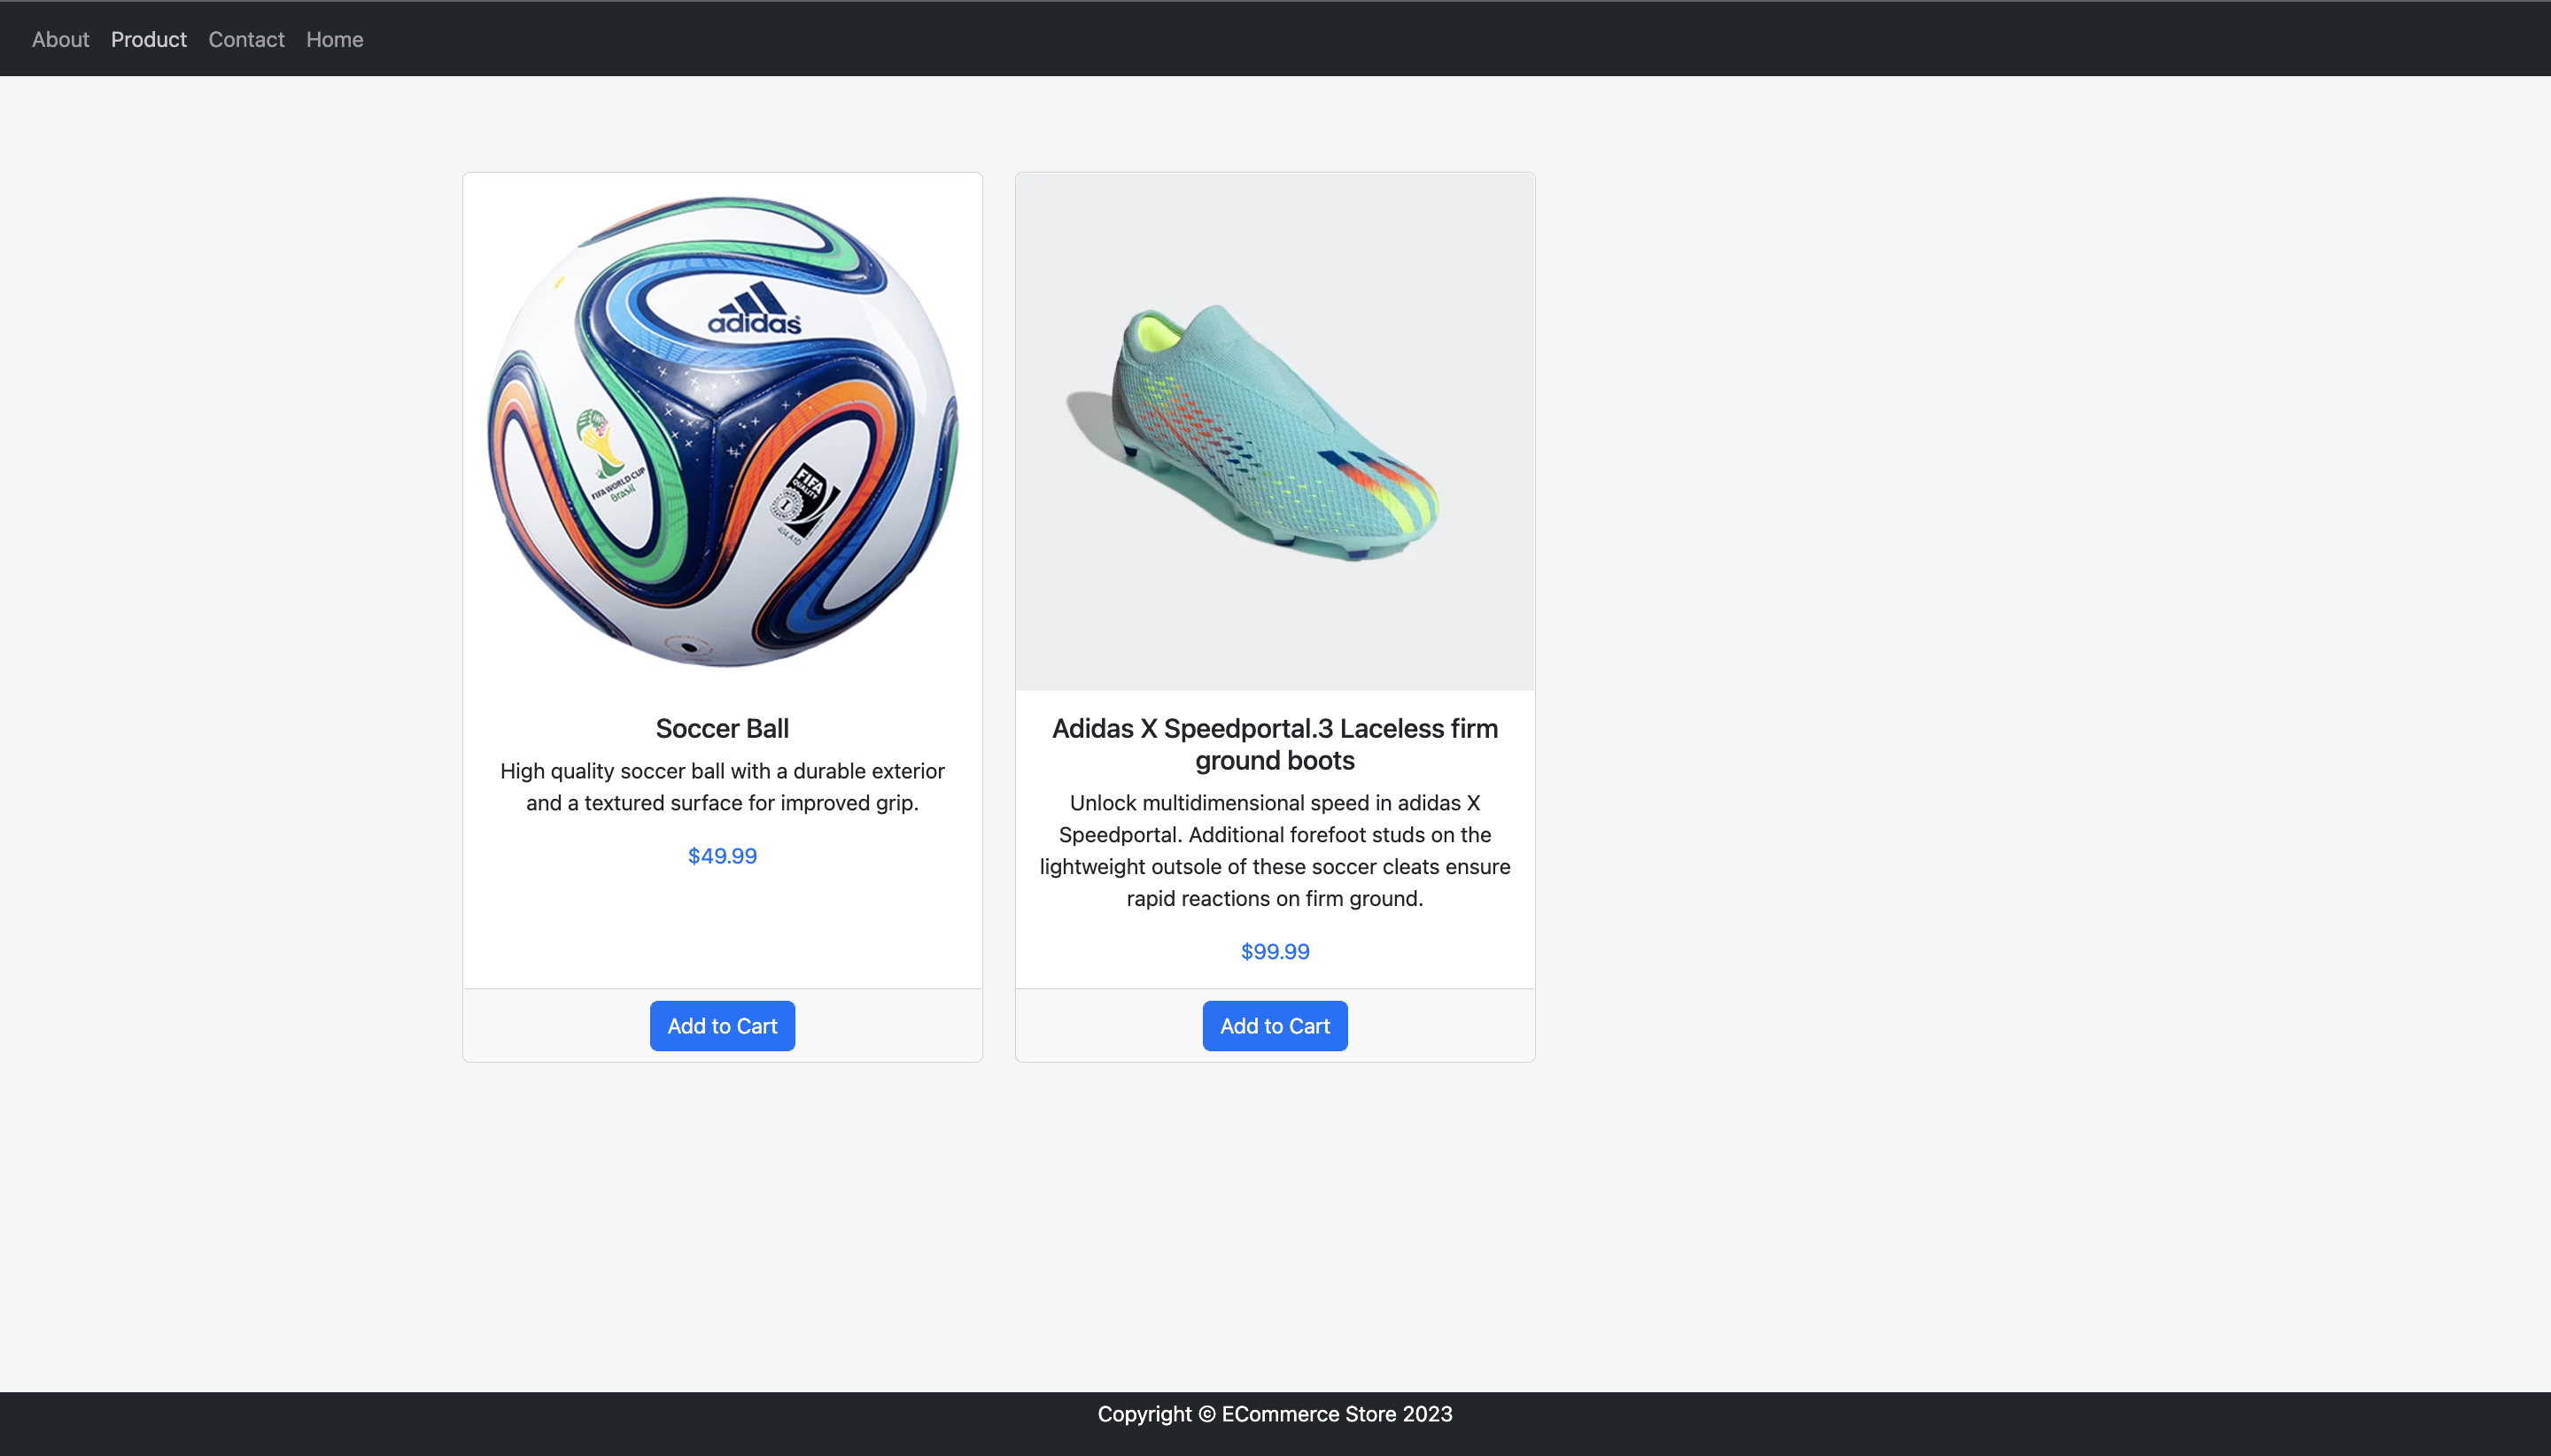 About Product Contact Home
adidas
FIFA WORLD CUP
Brasil
FIFA
QUALITY
Soccer Ball
High quality soccer ball with a durable exterior
and a textured surface for improved grip.
$49.99
Add to Cart
Adidas X Speedportal.3 Laceless firm
ground boots
Unlock multidimensional speed in adidas X
Speedportal. Additional forefoot studs on the
lightweight outsole of these soccer cleats ensure
rapid reactions on firm ground.
$99.99
Add to Cart
Copyright © ECommerce Store 2023